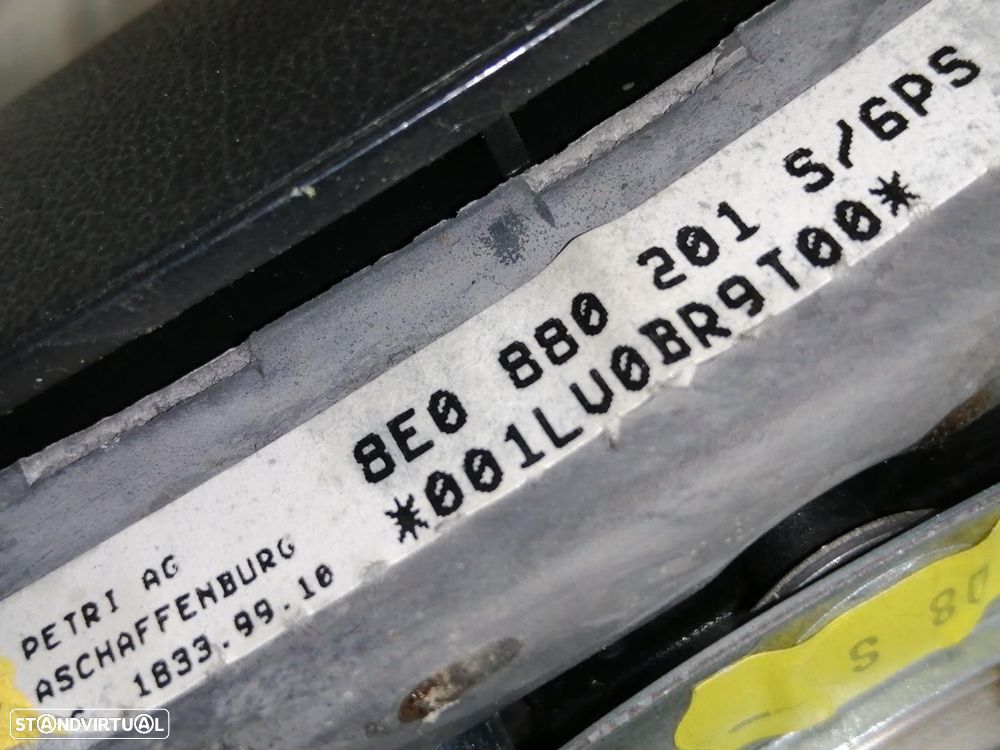 8E0 880 201 S/6PS
*001LU0BR9T00*
PETRI AG
ASCHAFFENBURG
C 1833.99.10
D8
S
STANDVIRTUAL